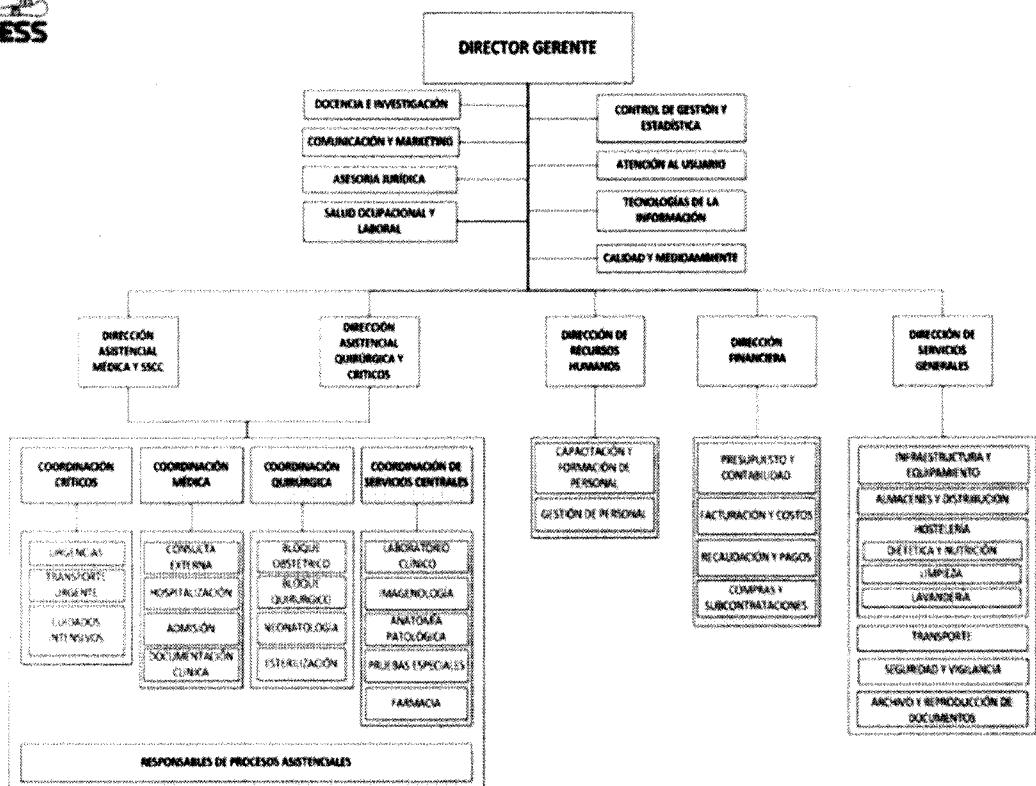 ESS
DIRECTOR GERENTE
DOCENCIA E INVESTIGACIÓN
COMUNICACIÓN Y MARKETING
ASESORIA JURÍDICA
SALUD OCUPACIONAL Y
LABORAL
CONTROL DE GESTIÓN Y
ESTADÍSTICA
ATENCIÓN AL USUARIO
TECNOLOGÍAS DE LA
INFORMACIÓN
CALIDAD Y MEDIOAMBIENTE
DIRECCIÓN
ASISTENCIAL
MÉDICA Y SSCC
DIRECCIÓN
ASISTENCIAL
QUIRÚRGICA Y
CRITICOS
DIRECCIÓN DE
RECURSOS
HUMANOS
DIRECCIÓN
FINANCIERA
DIRECCIÓN DE
SERVICIOS
GENERALES
COORDINACIÓN
CRÍTICOS
COORDINACIÓN
MÉDICA
COORDINACIÓN
QUIRÚRGICA
COORDINACIÓN DE
SERVICIOS CENTRALES
URGENCIAS
TRANSPORTE
URGENTE
CUIDADOS
INTENSIVOS
CONSULTA
EXTERNA
HOSPITALIZACIÓN
ADMISIÓN
DOCUMENTACIÓN
CLÍNICA
BLOQUE
OBSTÉTRICO
BLOQUE
QUIRÚRGICO
NEONATOLOGÍA
ESTERILIZACIÓN
LABORATORIO
CLÍNICO
IMAGENOLOGÍA
ANATOMÍA
PATOLÓGICA
PRUEBAS ESPECIALES
FARMACIA
RESPONSABLES DE PROCESOS ASISTENCIALES
CAPACITACIÓN Y
FORMACIÓN DE
PERSONAL
GESTIÓN DE PERSONAL
PRESUPUESTO Y
CONTABILIDAD
FACTURACIÓN Y COSTOS
RECAUDACIÓN Y PAGOS
COMPRAS Y
SUBCONTRATACIONES
INFRAESTRUCTURA Y
EQUIPAMIENTO
ALMACENES Y DISTRIBUCIÓN
HOSTELERÍA
DIETÉTICA Y NUTRICIÓN
LIMPIEZA
LAVANDERÍA
TRANSPORTE
SEGURIDAD Y VIGILANCIA
ARCHIVO Y REPRODUCCIÓN DE
DOCUMENTOS